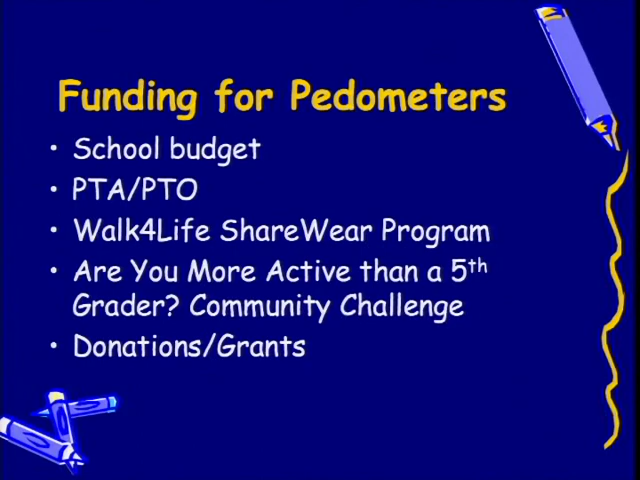 Funding for Pedometers
• School budget
• PTA/PTO
• Walk4Life ShareWear Program
• Are You More Active than a 5th
Grader? Community Challenge
• Donations/Grants